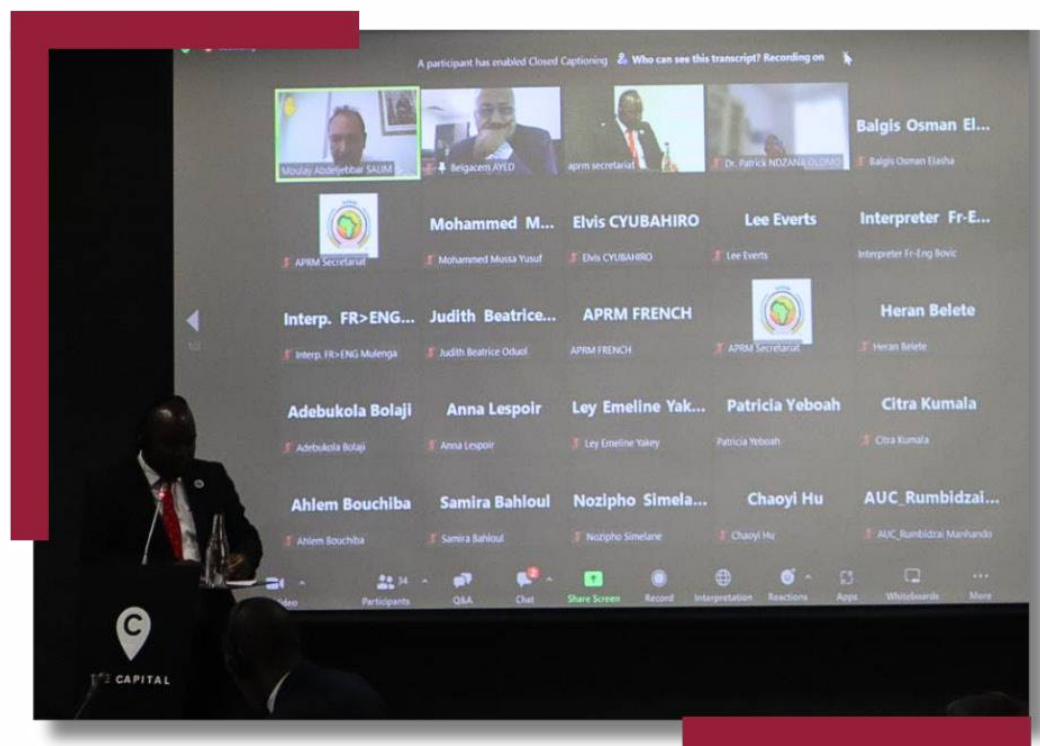 A participant has enabled Closed Captioning Who can see this transcript? Recording on
Moulay Abdeljebbar SALIM
Belgacem AYED
aprm secretariat
Dr. Patrick NDZANA OLOMO
Balgis Osman El...
Balgis Osman Elasha
APRM Secretariat
Mohammed M...
Mohammed Mussa Yusuf
Elvis CYUBAHIRO
Elvis CYUBAHIRO
Lee Everts
Lee Everts
Interpreter Fr-E...
Interpreter Fr-Eng Bovic
Interp. FR>ENG...
Interp. FR>ENG Mulenga
Judith Beatrice...
Judith Beatrice Oduol
APRM FRENCH
APRM FRENCH
APRM Secretariat
Heran Belete
Heran Belete
Adebukola Bolaji
Adebukola Bolaji
Anna Lespoir
Anna Lespoir
Ley Emeline Yak...
Ley Emeline Yakey
Patricia Yeboah
Patricia Yeboah
Citra Kumala
Citra Kumala
Ahlem Bouchiba
Ahlem Bouchiba
Samira Bahloul
Samira Bahloul
Nozipho Simela...
Nozipho Simelane
Chaoyi Hu
Chaoyi Hu
AUC_Rumbidzai...
AUC_Rumbidzai Manhando
34
2
Participants Q&A Chat Share Screen Record Interpretation Reactions Apps Whiteboards More
C
CAPITAL